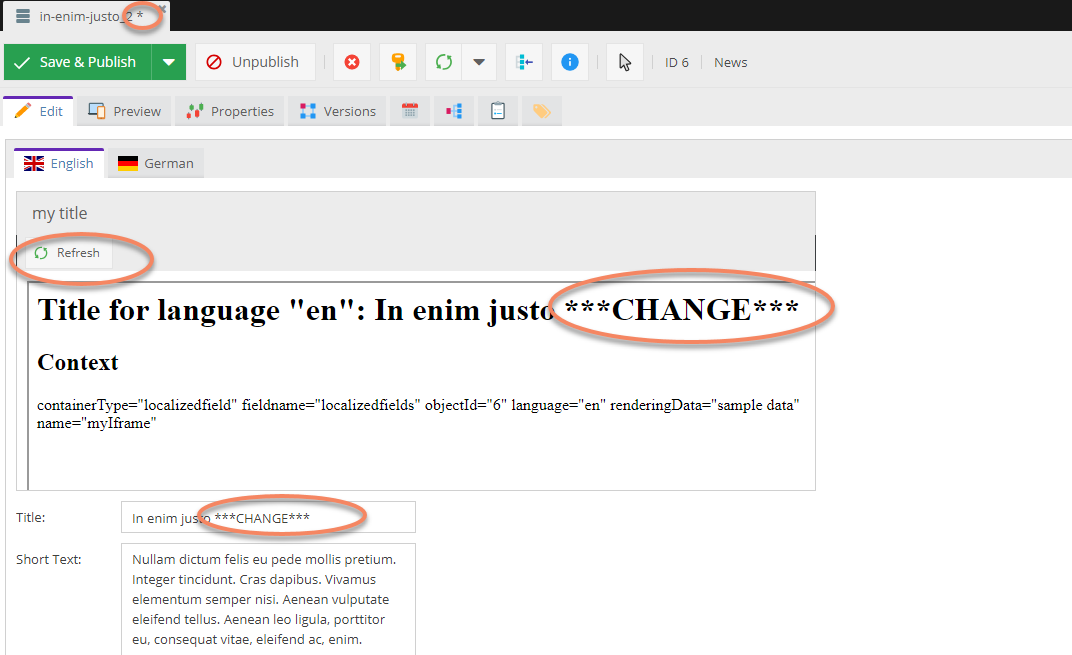 in-enim-justo_2 *
Save & Publish Unpublish ID 6 News
Edit Preview Properties Versions
English German
my title
Refresh
Title for language "en": In enim justo ***CHANGE***
Context
containerType="localizedfield" fieldname="localizedfields" objectId="6" language="en" renderingData="sample data"
name="myIframe"
Title: In enim justo ***CHANGE***
Short Text: Nullam dictum felis eu pede mollis pretium.
Integer tincidunt. Cras dapibus. Vivamus
elementum semper nisi. Aenean vulputate
eleifend tellus. Aenean leo ligula, porttitor
eu, consequat vitae, eleifend ac, enim.